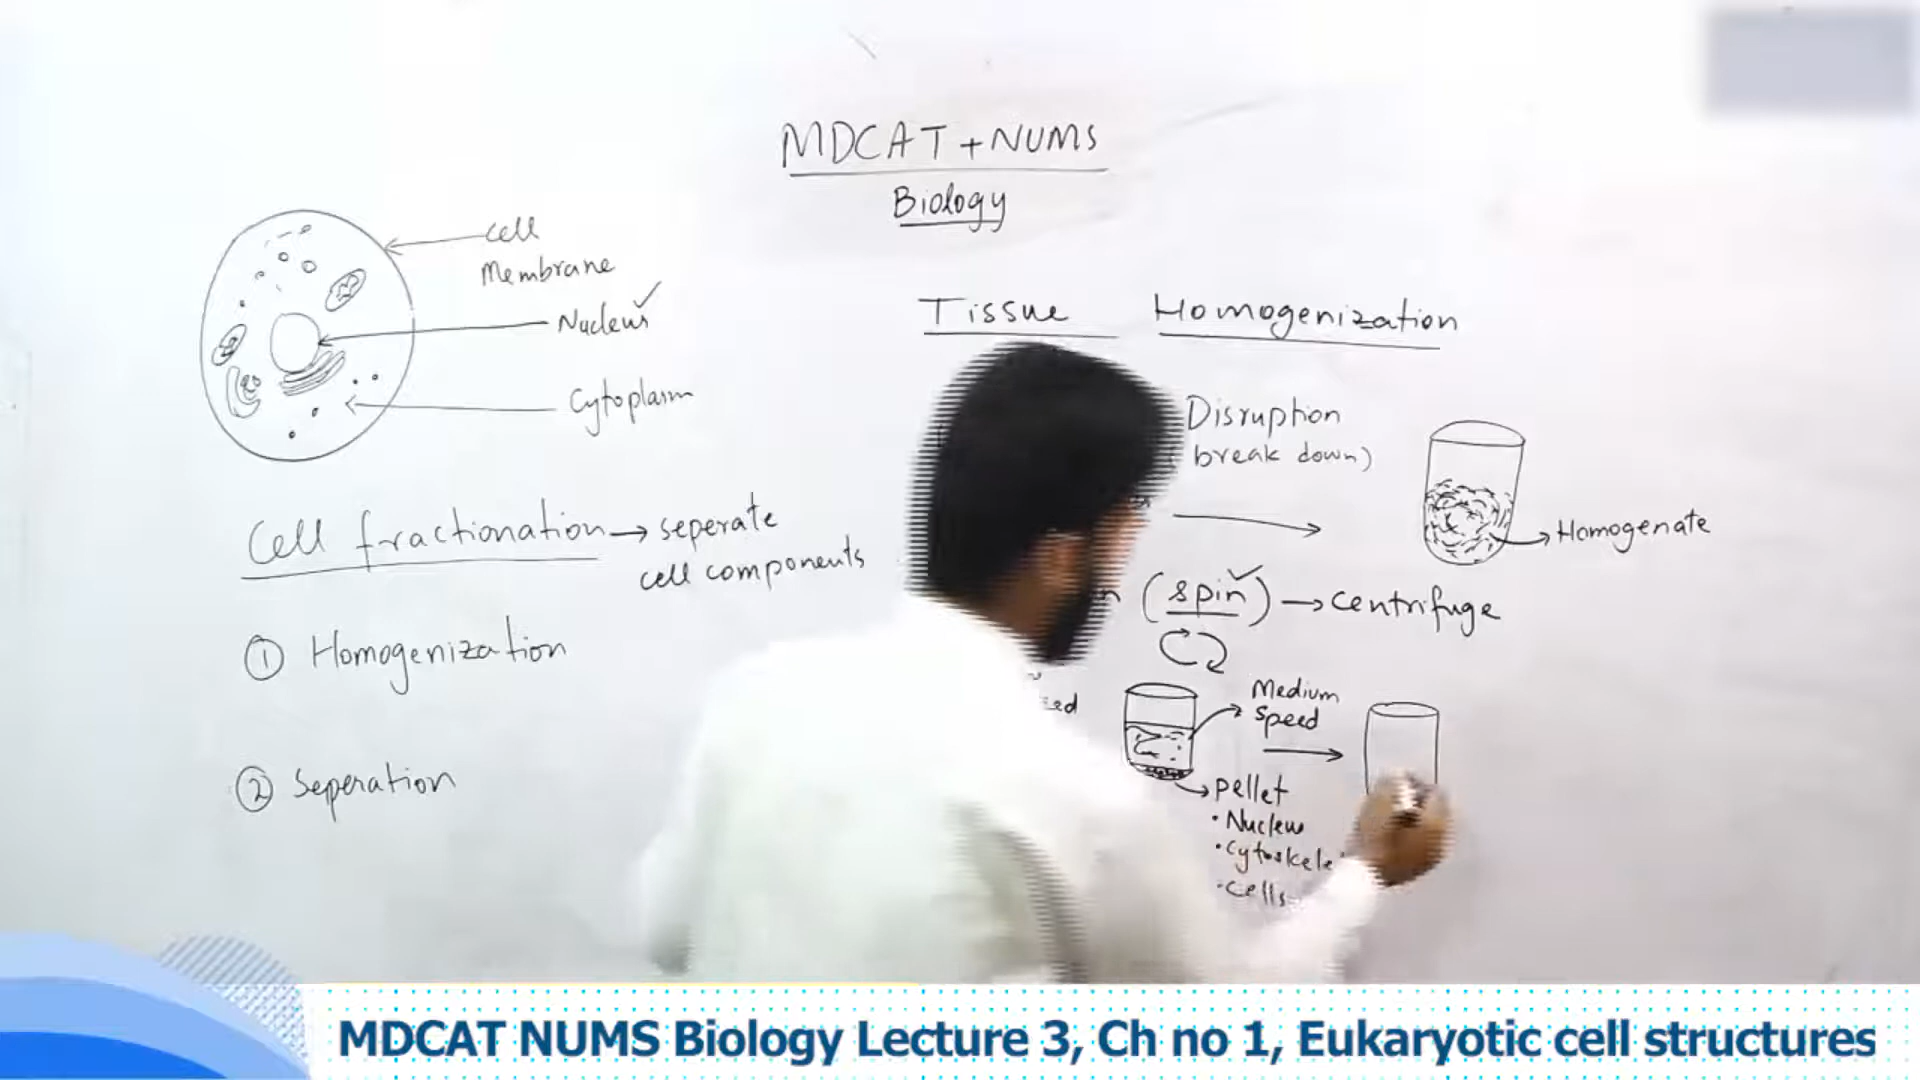 MDCAT + NUMS
Biology
Cell
Membrane
Nucleus
Cytoplasm
Cell fractionation → seperate
cell components
① Homogenization
② Seperation
Tissue Homogenization
Disruption
(break down)
→ Homogenate
(spin) → Centrifuge
Medium
Speed
Pellet
• Nucleus
• Cytoskele
• Cells
MDCAT NUMS Biology Lecture 3, Ch no 1, Eukaryotic cell structures